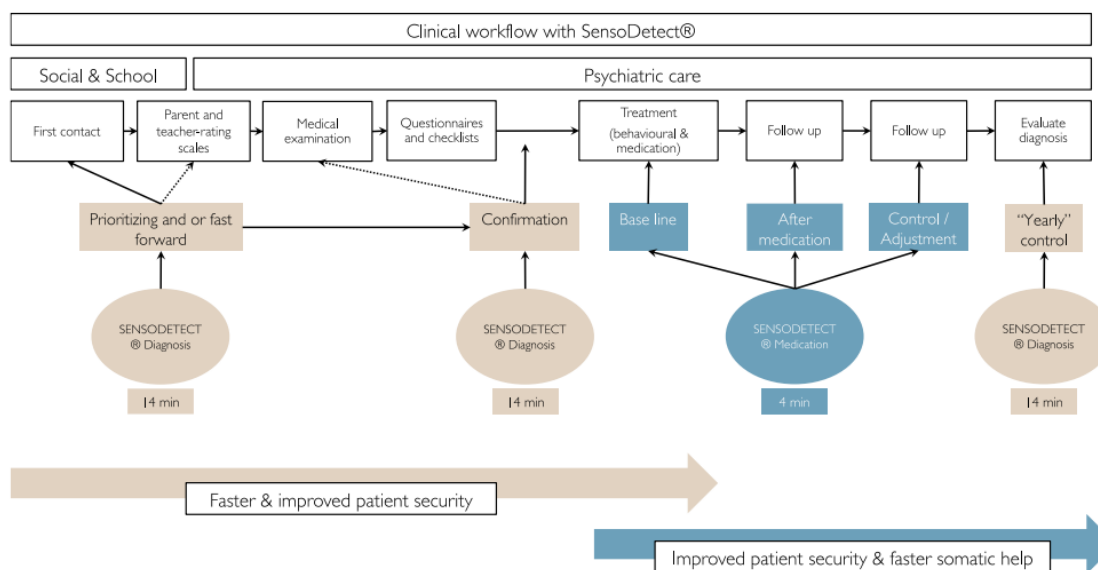 Clinical workflow with SensoDetect®
Social & School
Psychiatric care
First contact
Parent and
teacher-rating
scales
Medical
examination
Questionnaires
and checklists
Treatment
(behavioural &
medication)
Follow up
Follow up
Evaluate
diagnosis
Prioritizing and or fast
forward
Confirmation
Base line
After
medication
Control /
Adjustment
“Yearly”
control
SENSODETECT
® Diagnosis
SENSODETECT
® Diagnosis
SENSODETECT
® Medication
SENSODETECT
® Diagnosis
14 min
14 min
4 min
14 min
Faster & improved patient security
Improved patient security & faster somatic help